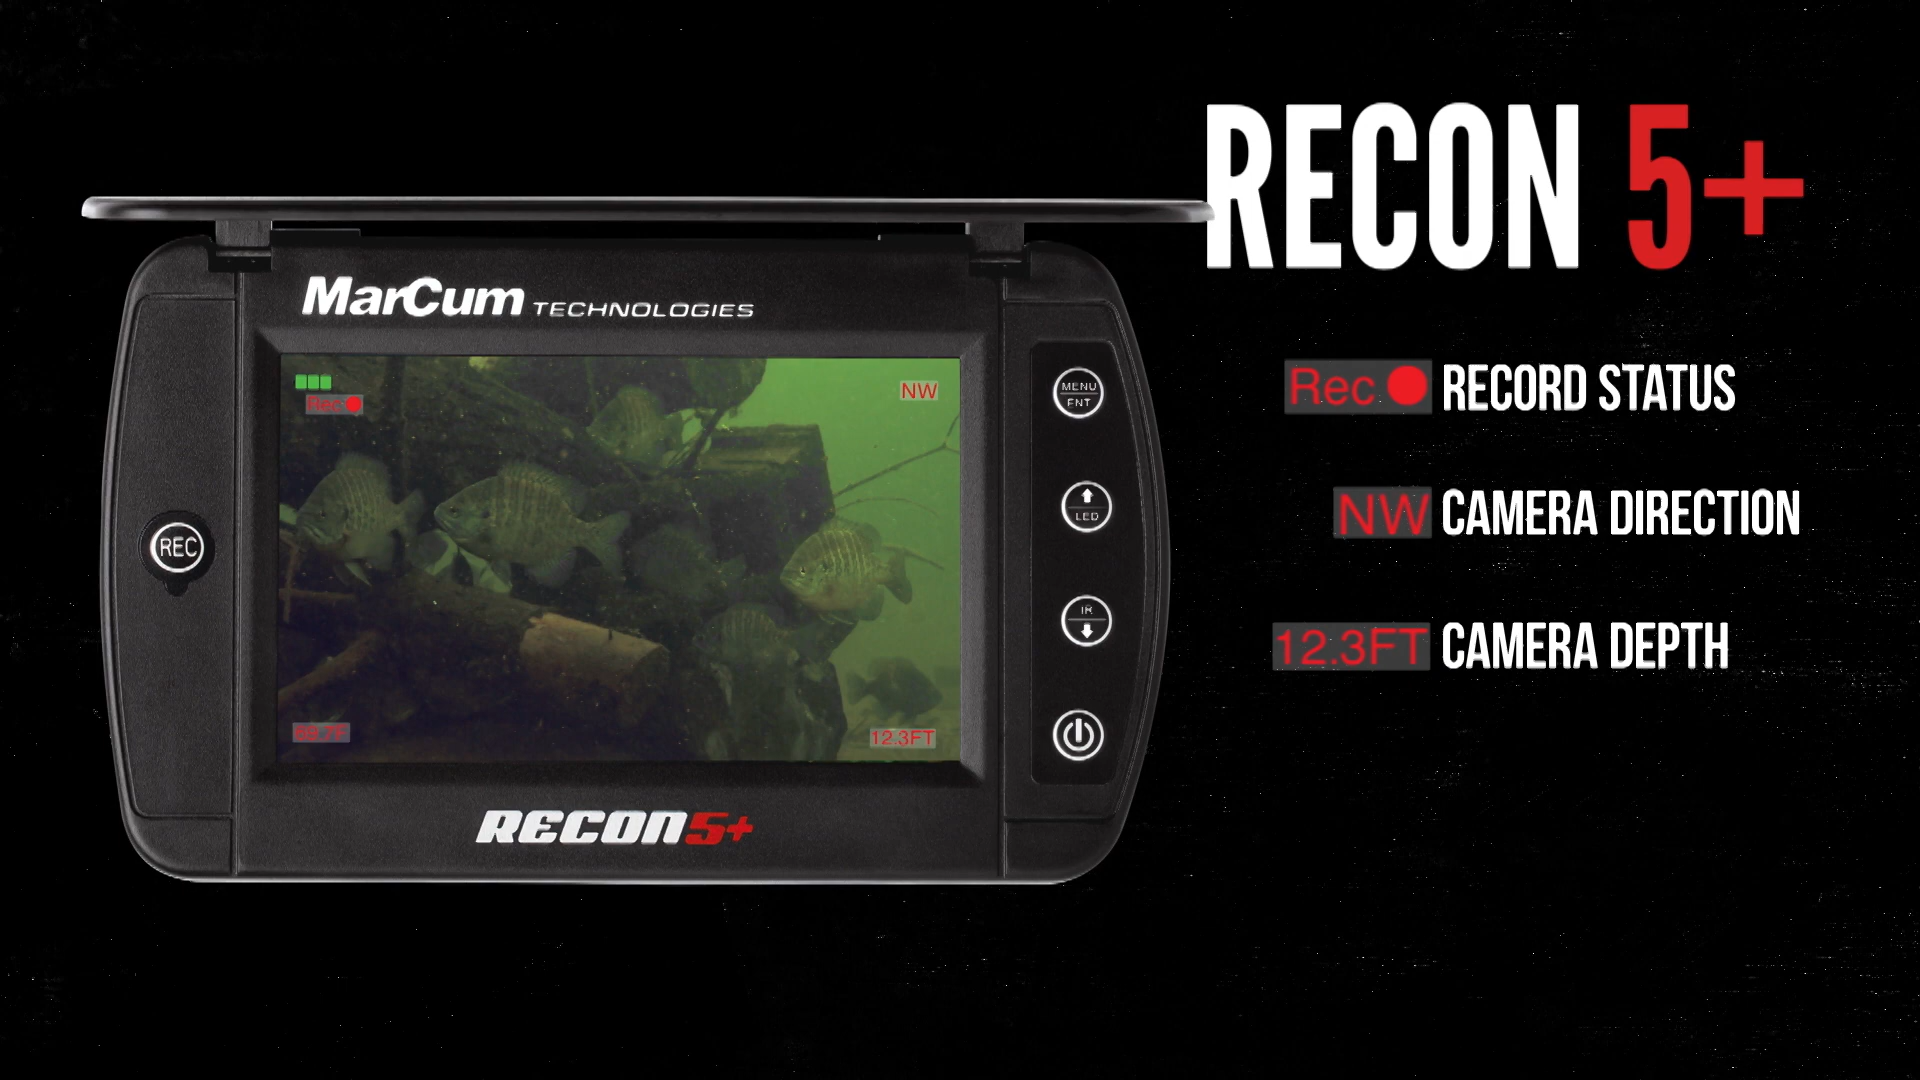 RECON 5+
MarCum TECHNOLOGIES
Rec
NW
12.3FT
REC
MENU
ENT
LED
IR
RECON5+
Rec RECORD STATUS
NW CAMERA DIRECTION
12.3FT CAMERA DEPTH